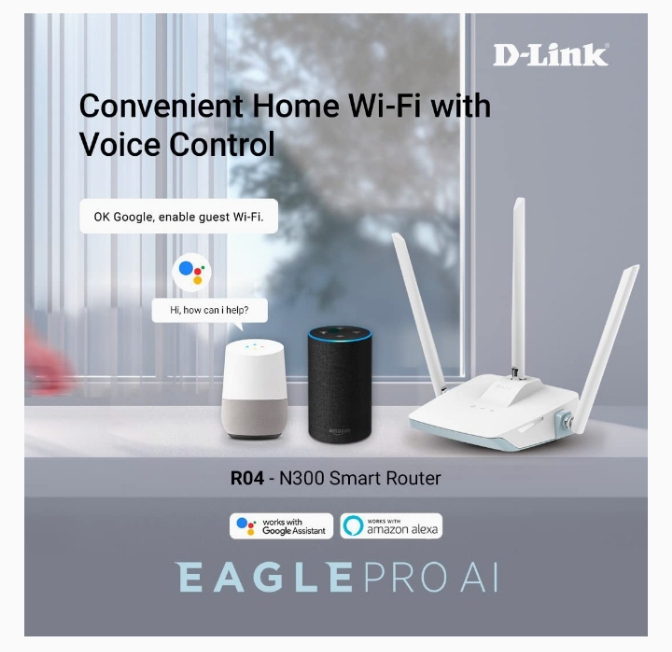 D-Link
Convenient Home Wi-Fi with
Voice Control
OK Google, enable guest Wi-Fi.
Hi, how can i help?
amazon
R04 - N300 Smart Router
works with
Google Assistant
WORKS WITH
amazon alexa
EAGLE PRO AI